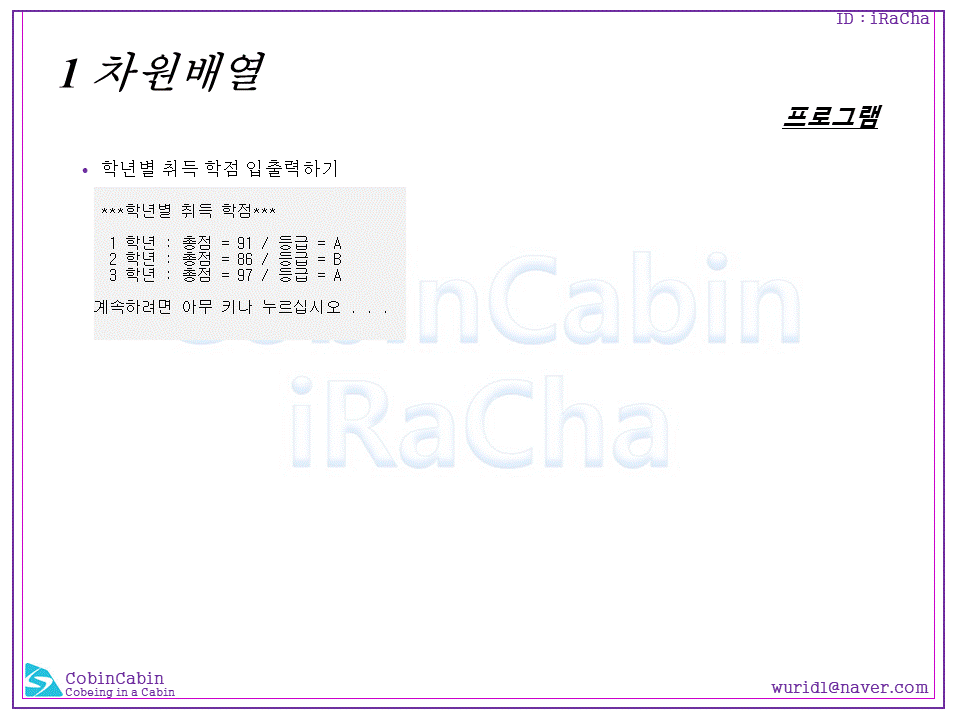 ID : iRaCha
1 차원배열
프로그램
• 학년별 취득 학점 입출력하기
***학년별 취득 학점***
1 학년 : 총점 = 91 / 등급 = A
2 학년 : 총점 = 86 / 등급 = B
3 학년 : 총점 = 97 / 등급 = A
계속하려면 아무 키나 누르십시오 . . .
CobinCabin
iRaCha
CobinCabin
Cobeing in a Cabin
wurid1@naver.com